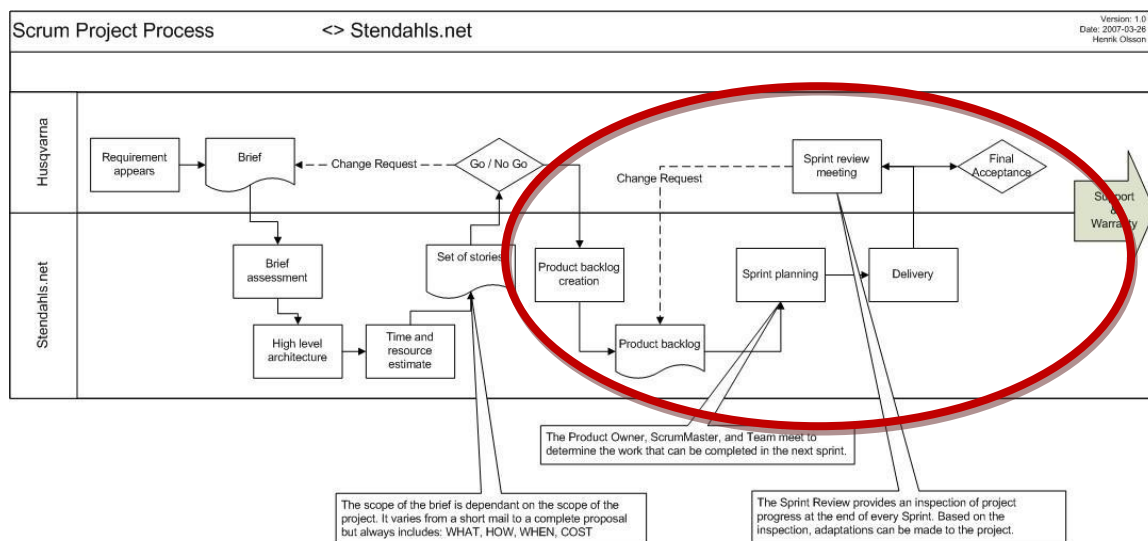 Scrum Project Process <> Stendahls.net
Version: 1.0
Date: 2007-03-26
Henrik Olsson
Husqvarna
Requirement
appears
Brief
Change Request
Go / No Go
Change Request
Sprint review
meeting
Final
Acceptance
Support
&
Warranty
Stendahls.net
Brief
assessment
Set of stories
Product backlog
creation
Sprint planning
Delivery
High level
architecture
Time and
resource
estimate
Product backlog
The Product Owner, ScrumMaster, and Team meet to
determine the work that can be completed in the next sprint.
The scope of the brief is dependant on the scope of the
project. It varies from a short mail to a complete proposal
but always includes: WHAT, HOW, WHEN, COST
The Sprint Review provides an inspection of project
progress at the end of every Sprint. Based on the
inspection, adaptations can be made to the project.